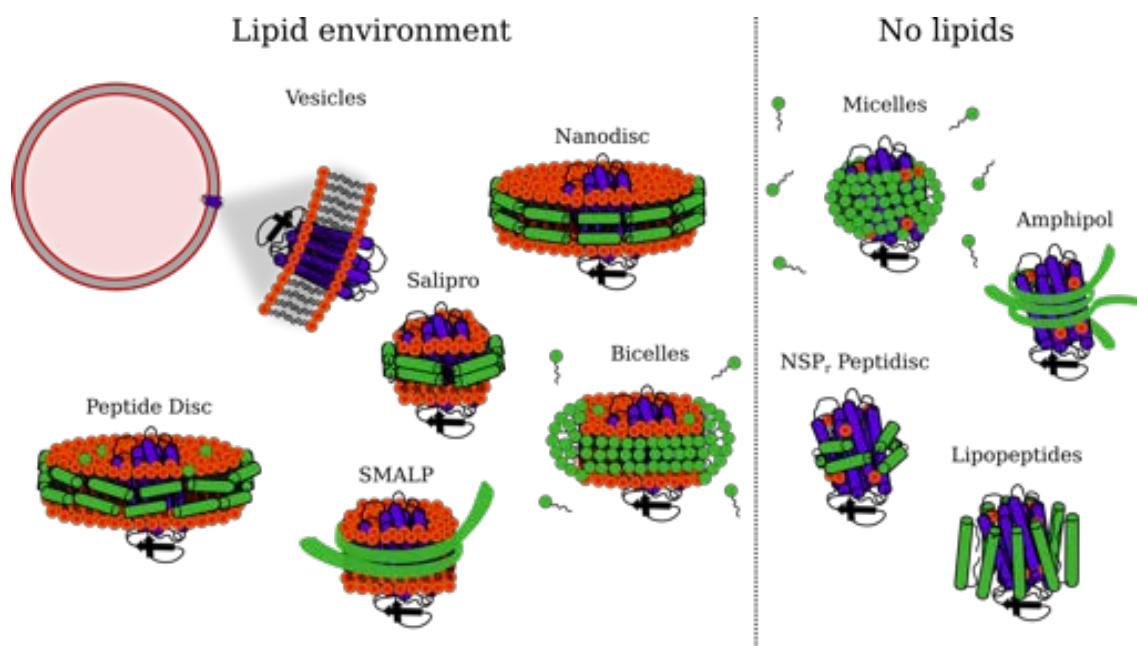 Lipid environment
No lipids
Vesicles
Nanodisc
Micelles
Amphipol
Salipro
Bicelles
NSPr Peptidisc
Peptide Disc
SMALP
Lipopeptides